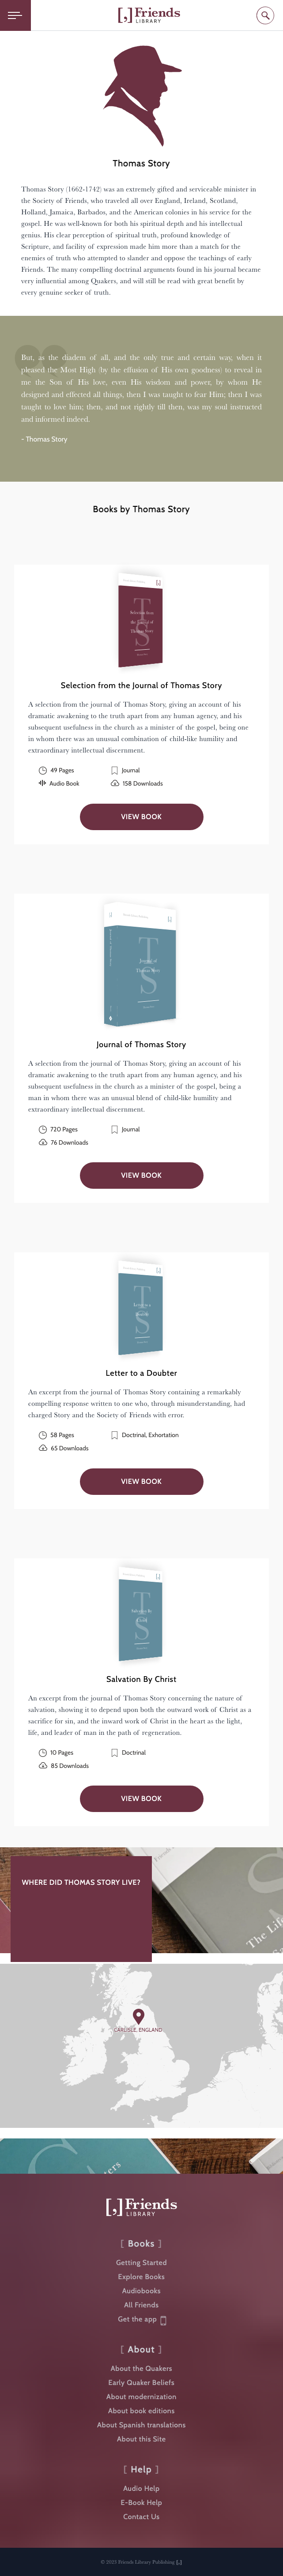 Friends
LIBRARY
Thomas Story
Thomas Story (1662-1742) was an extremely gifted and serviceable minister in
the Society of Friends, who traveled all over England, Ireland, Scotland,
Holland, Jamaica, Barbados, and the American colonies in his service for the
gospel. He was well-known for both his spiritual depth and his intellectual
genius. His clear perception of spiritual truth, profound knowledge of
Scripture, and facility of expression made him more than a match for the
enemies of truth who attempted to slander and oppose the teachings of early
Friends. The many compelling doctrinal arguments found in his journal became
very influential among Quakers, and will still be read with great benefit by
every genuine seeker of truth.
But, as the diadem of all, and the only true and certain way, when it
pleased the Most High (by the effusion of His own goodness) to reveal in
me the Son of His love, even His wisdom and power, by whom He
designed and effected all things, then I was taught to fear Him; then I was
taught to love him; then, and not rightly till then, was my soul instructed
and informed indeed.
- Thomas Story
Books by Thomas Story
Selection from
the Journal of
Thomas Story
Selection from the Journal of Thomas Story
A selection from the journal of Thomas Story, giving an account of his
dramatic awakening to the truth apart from any human agency, and his
subsequent usefulness in the church as a minister of the gospel, being one
in whom there was an unusual combination of child-like humility and
extraordinary intellectual discernment.
49 Pages
Journal
Audio Book
158 Downloads
VIEW BOOK
Journal of
Thomas Story
Journal of Thomas Story
A selection from the journal of Thomas Story, giving an account of his
dramatic awakening to the truth apart from any human agency, and his
subsequent usefulness in the church as a minister of the gospel, being a
man in whom there was an unusual blend of child-like humility and
extraordinary intellectual discernment.
720 Pages
Journal
76 Downloads
VIEW BOOK
Letter to a
Doubter
Letter to a Doubter
An excerpt from the journal of Thomas Story containing a remarkably
compelling response written to one who, through misunderstanding, had
charged Story and the Society of Friends with error.
58 Pages
Doctrinal, Exhortation
65 Downloads
VIEW BOOK
Salvation By
Christ
Salvation By Christ
An excerpt from the journal of Thomas Story concerning the nature of
salvation, showing it to depend upon both the outward work of Christ as a
sacrifice for sin, and the inward work of Christ in the heart as the light,
life, and leader of man in the path of regeneration.
10 Pages
Doctrinal
85 Downloads
VIEW BOOK
WHERE DID THOMAS STORY LIVE?
The Lif
CARLISLE, ENGLAND
Friends
LIBRARY
[ Books ]
Getting Started
Explore Books
Audiobooks
All Friends
Get the app
[ About ]
About the Quakers
Early Quaker Beliefs
About modernization
About book editions
About Spanish translations
About this Site
[ Help ]
Audio Help
E-Book Help
Contact Us
© 2023 Friends Library Publishing